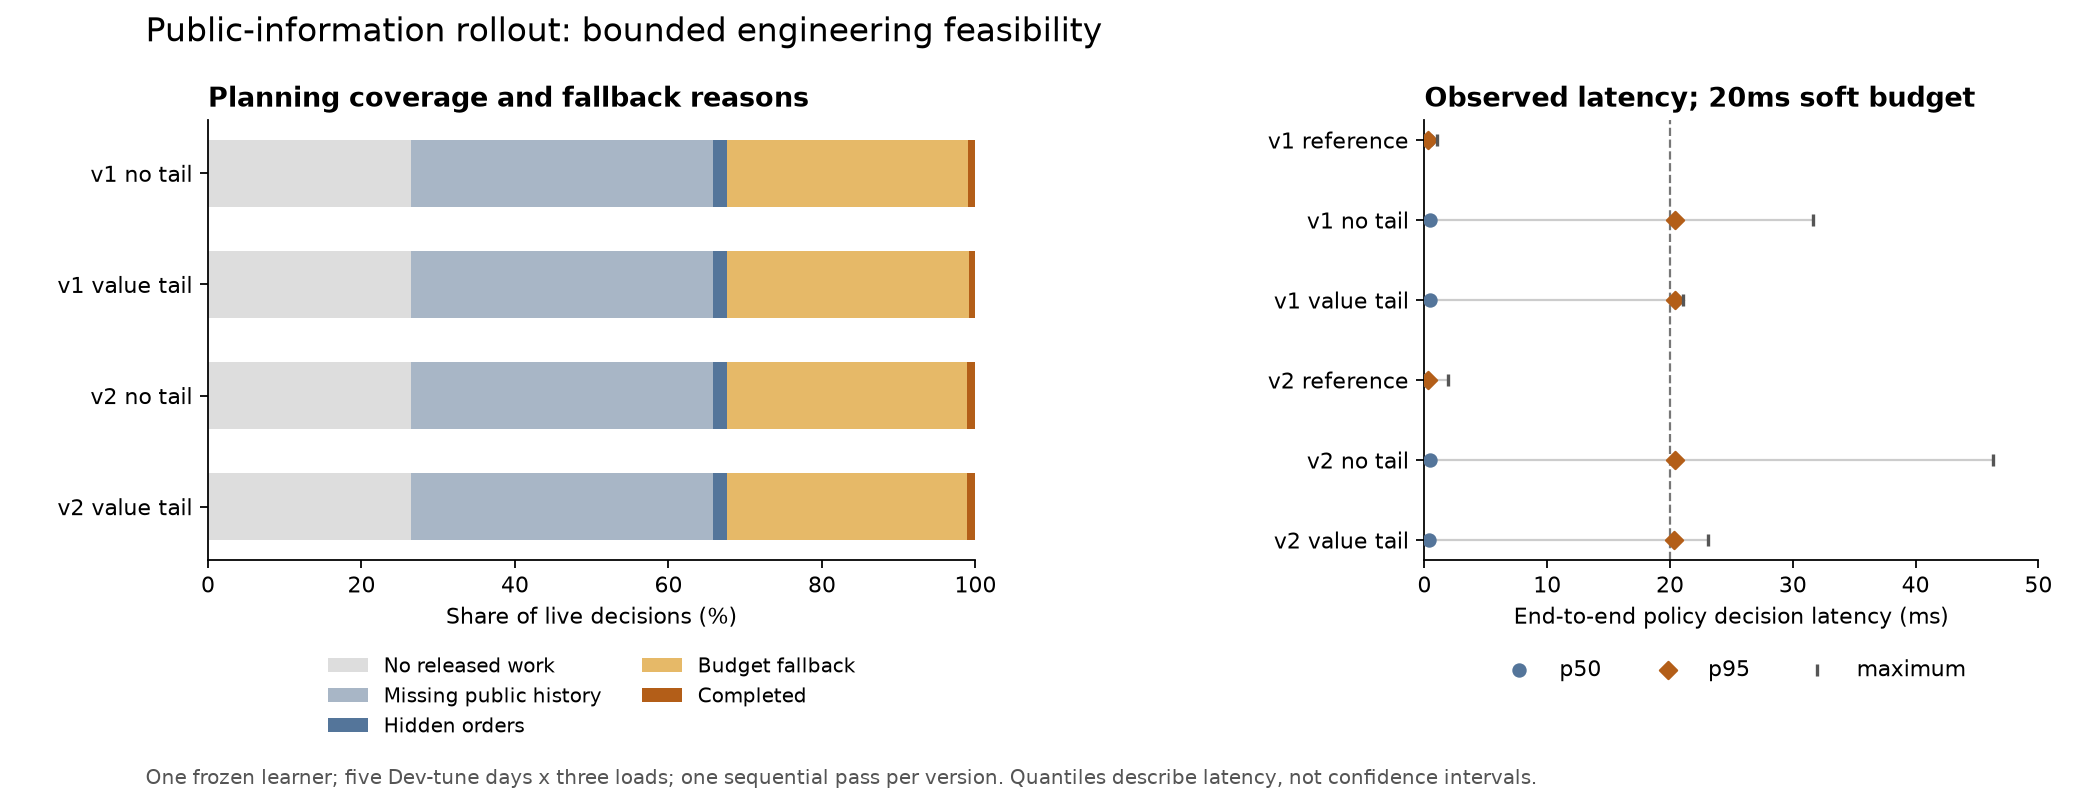 Public-information rollout: bounded engineering feasibility
Planning coverage and fallback reasons
v1 no tail
v1 value tail
v2 no tail
v2 value tail
0 20 40 60 80 100
Share of live decisions (%)
No released work
Missing public history
Hidden orders
Budget fallback
Completed
Observed latency; 20ms soft budget
v1 reference
v1 no tail
v1 value tail
v2 reference
v2 no tail
v2 value tail
0 10 20 30 40 50
End-to-end policy decision latency (ms)
p50 p95 maximum
One frozen learner; five Dev-tune days x three loads; one sequential pass per version. Quantiles describe latency, not confidence intervals.